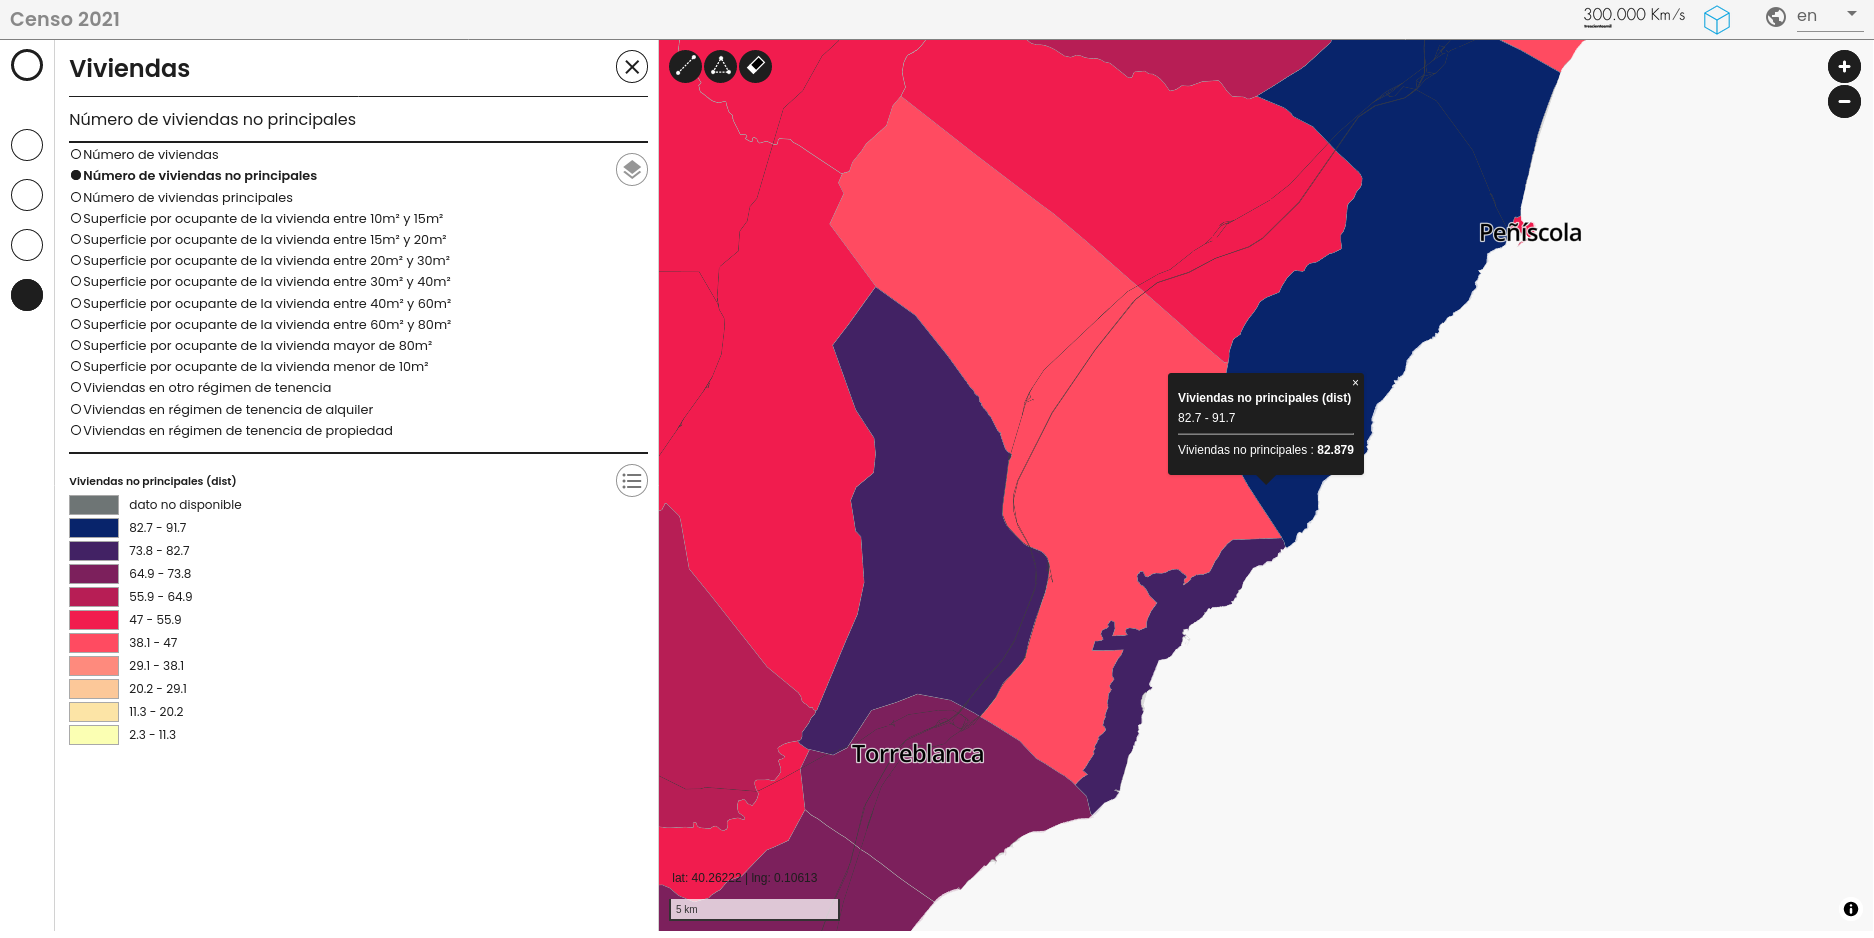 Censo 2021
300.000 Km/s
en
Viviendas
Número de viviendas no principales
Número de viviendas
Número de viviendas no principales
Número de viviendas principales
Superficie por ocupante de la vivienda entre 10m² y 15m²
Superficie por ocupante de la vivienda entre 15m² y 20m²
Superficie por ocupante de la vivienda entre 20m² y 30m²
Superficie por ocupante de la vivienda entre 30m² y 40m²
Superficie por ocupante de la vivienda entre 40m² y 60m²
Superficie por ocupante de la vivienda entre 60m² y 80m²
Superficie por ocupante de la vivienda mayor de 80m²
Superficie por ocupante de la vivienda menor de 10m²
Viviendas en otro régimen de tenencia
Viviendas en régimen de tenencia de alquiler
Viviendas en régimen de tenencia de propiedad
Viviendas no principales (dist)
dato no disponible
82.7 - 91.7
73.8 - 82.7
64.9 - 73.8
55.9 - 64.9
47 - 55.9
38.1 - 47
29.1 - 38.1
20.2 - 29.1
11.3 - 20.2
2.3 - 11.3
Peñíscola
×
Viviendas no principales (dist)
82.7 - 91.7
Viviendas no principales : 82.879
Torreblanca
lat: 40.26222 | lng: 0.10613
5 km